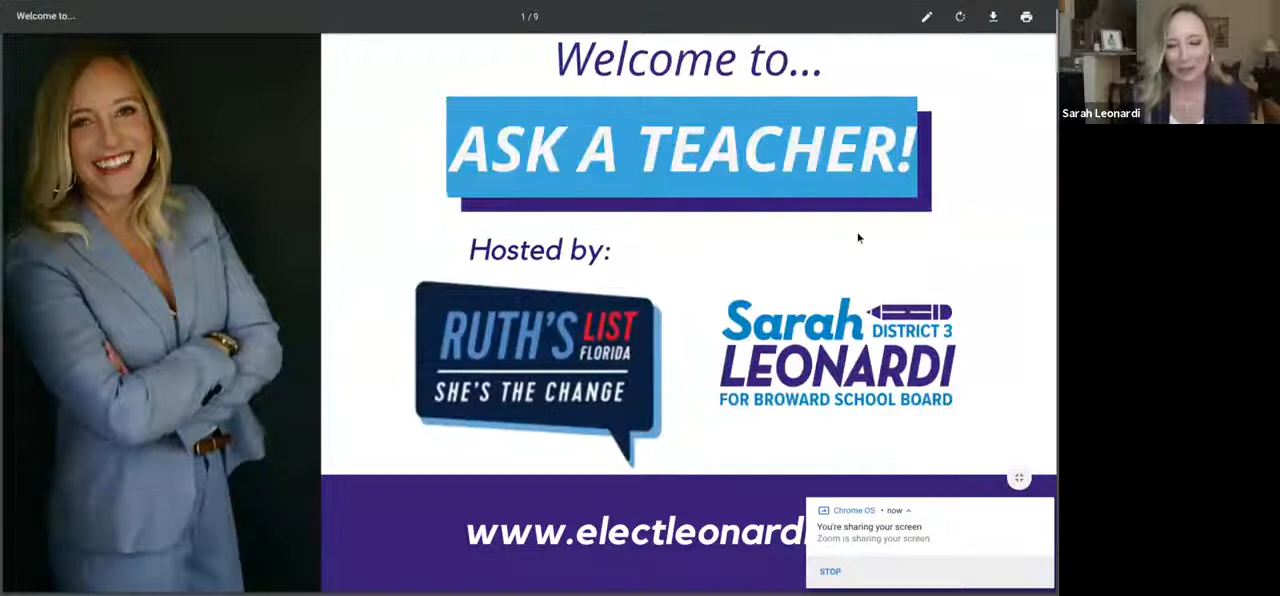 Welcome to...
1 / 9
Sarah Leonardi
Welcome to...
ASK A TEACHER!
Hosted by:
RUTH'S LIST
FLORIDA
SHE'S THE CHANGE
Sarah
DISTRICT 3
LEONARDI
FOR BROWARD SCHOOL BOARD
www.electleonardi
Chrome OS • now
You're sharing your screen
Zoom is sharing your screen
STOP